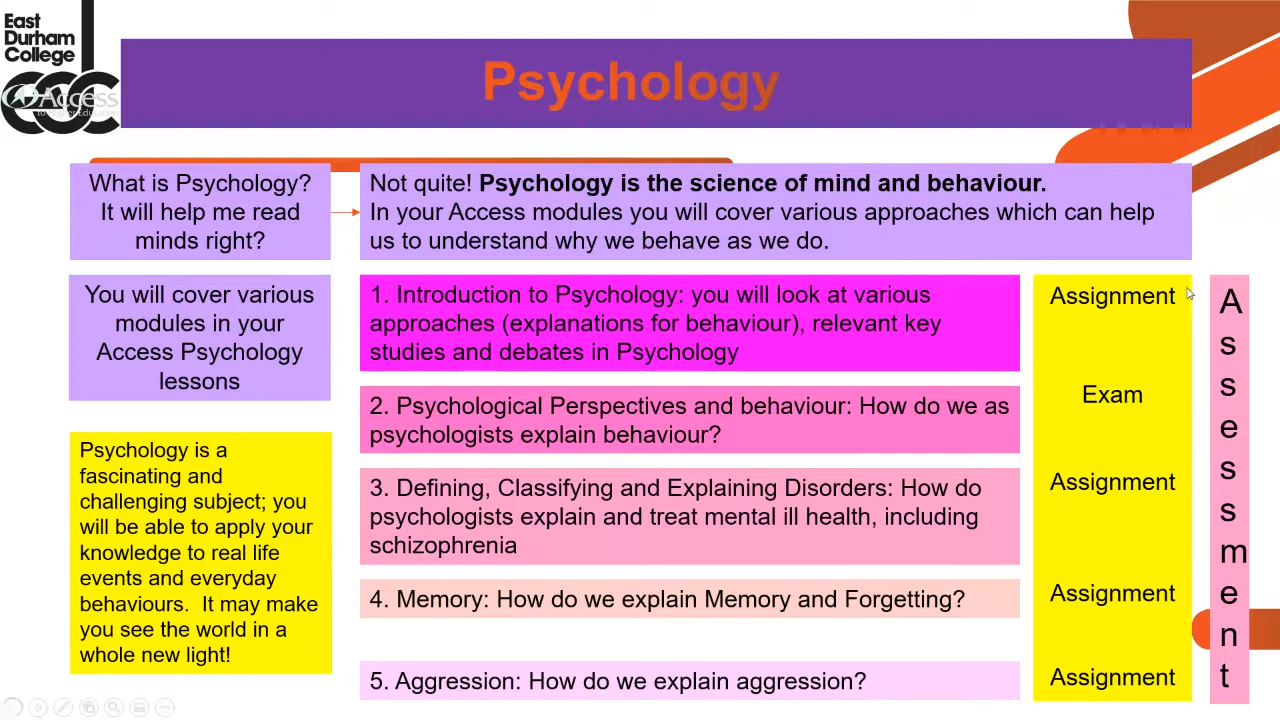 East
Durham
College
Access
Psychology
What is Psychology?
It will help me read
minds right?
Not quite! Psychology is the science of mind and behaviour.
In your Access modules you will cover various approaches which can help
us to understand why we behave as we do.
You will cover various
modules in your
Access Psychology
lessons
1. Introduction to Psychology: you will look at various
approaches (explanations for behaviour), relevant key
studies and debates in Psychology
Assignment
2. Psychological Perspectives and behaviour: How do we as
psychologists explain behaviour?
Exam
3. Defining, Classifying and Explaining Disorders: How do
psychologists explain and treat mental ill health, including
schizophrenia
Assignment
4. Memory: How do we explain Memory and Forgetting?
Assignment
5. Aggression: How do we explain aggression?
Assignment
Assessment
Psychology is a
fascinating and
challenging subject; you
will be able to apply your
knowledge to real life
events and everyday
behaviours. It may make
you see the world in a
whole new light!